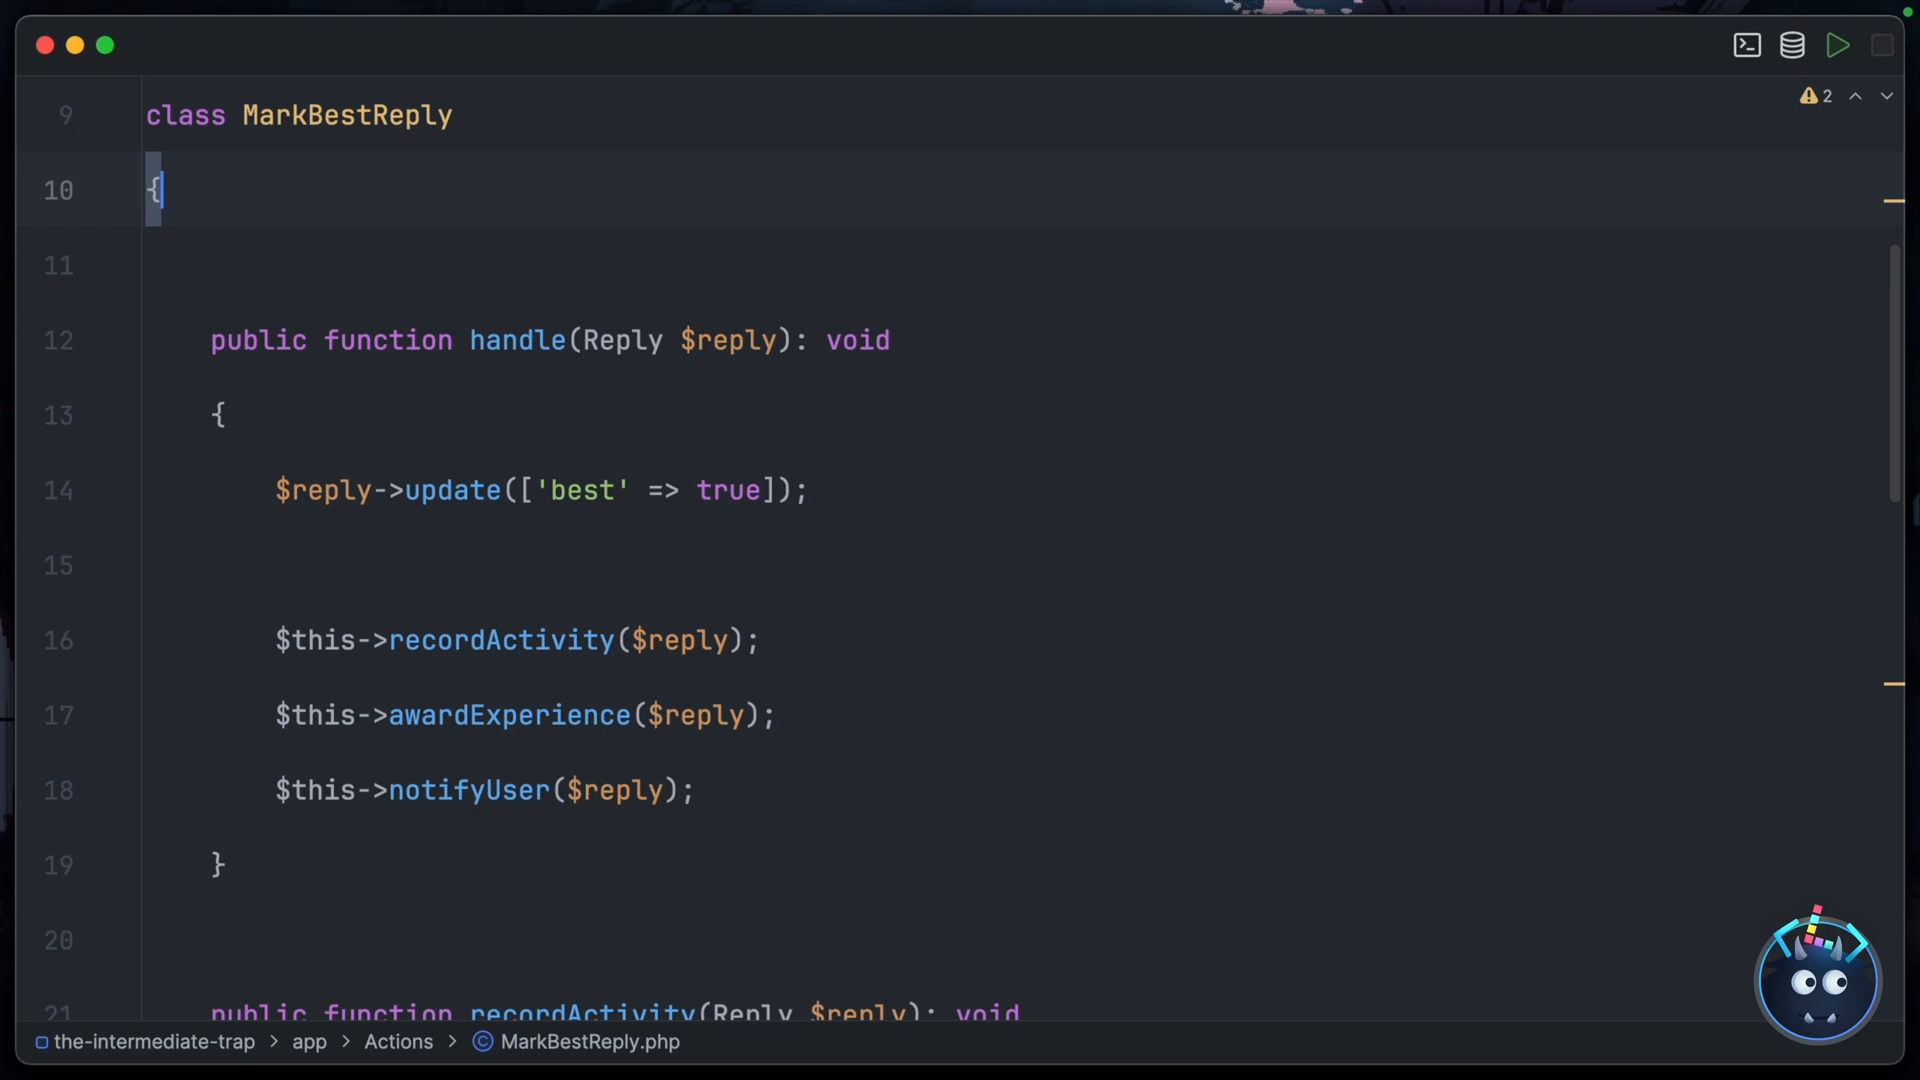 2
9 class MarkBestReply
10 {
11
12 public function handle(Reply $reply): void
13 {
14 $reply->update(['best' => true]);
15
16 $this->recordActivity($reply);
17 $this->awardExperience($reply);
18 $this->notifyUser($reply);
19 }
20
21 public function recordActivity(Reply $reply): void
the-intermediate-trap > app > Actions > © MarkBestReply.php